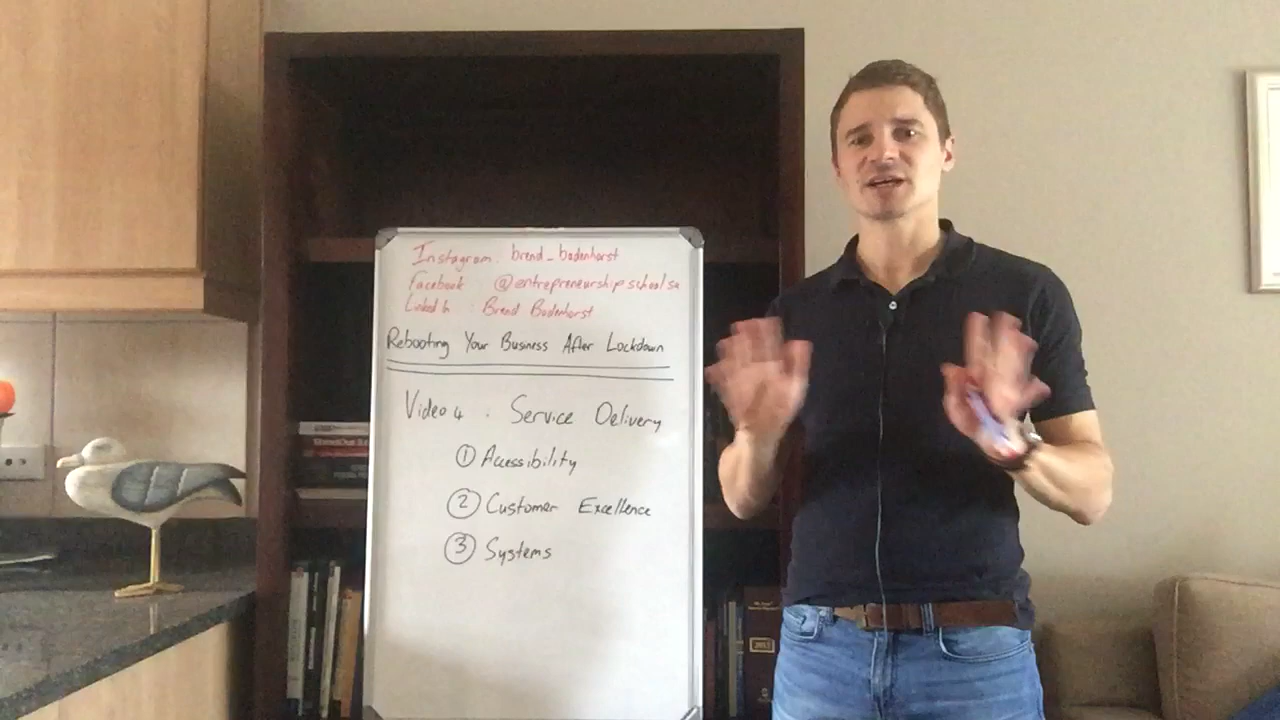 Instagram. brend_badenhorst
Facebook @entrepreneurshipschoolsa
LinkedIn : Brend Badenhorst
Rebooting Your Business After Lockdown
Video 4 . Service Delivery
① Accessibility
② Customer Excellence
③ Systems